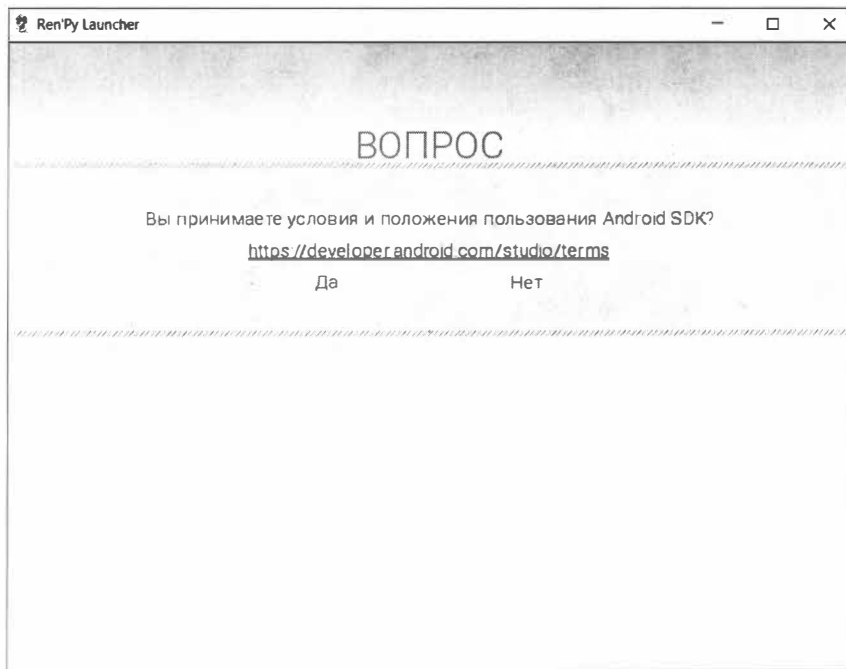 Ren'Py Launcher
ВОПРОС
Вы принимаете условия и положения пользования Android SDK?
https://developer.android.com/studio/terms
Да Нет